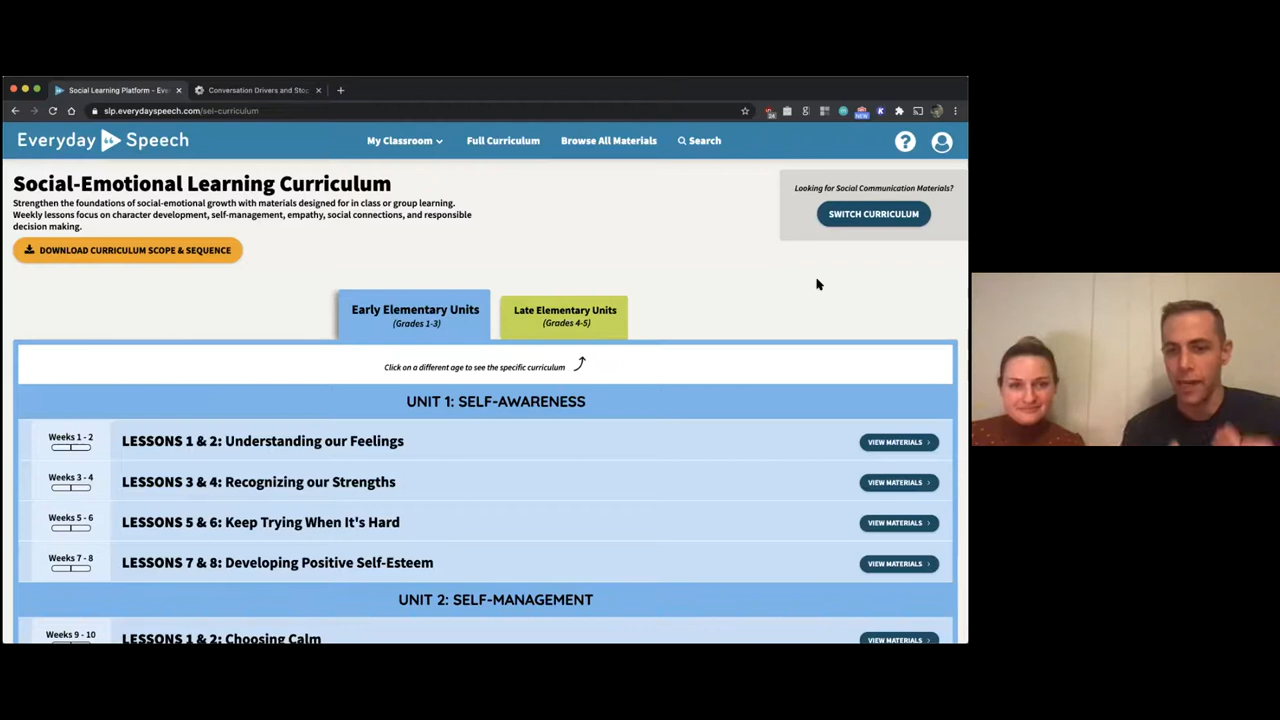 Social Learning Platform - Eve
Conversation Drivers and Stop
slp.everydayspeech.com/sel-curriculum
24
NEW
Everyday Speech
My Classroom
Full Curriculum
Browse All Materials
Search
?
Social-Emotional Learning Curriculum
Strengthen the foundations of social-emotional growth with materials designed for in class or group learning.
Weekly lessons focus on character development, self-management, empathy, social connections, and responsible
decision making.
DOWNLOAD CURRICULUM SCOPE & SEQUENCE
Looking for Social Communication Materials?
SWITCH CURRICULUM
Early Elementary Units
(Grades 1-3)
Late Elementary Units
(Grades 4-5)
Click on a different age to see the specific curriculum
UNIT 1: SELF-AWARENESS
Weeks 1 - 2
LESSONS 1 & 2: Understanding our Feelings
VIEW MATERIALS
Weeks 3 - 4
LESSONS 3 & 4: Recognizing our Strengths
VIEW MATERIALS
Weeks 5 - 6
LESSONS 5 & 6: Keep Trying When It's Hard
VIEW MATERIALS
Weeks 7 - 8
LESSONS 7 & 8: Developing Positive Self-Esteem
VIEW MATERIALS
UNIT 2: SELF-MANAGEMENT
Weeks 9 - 10
LESSONS 1 & 2: Choosing Calm
VIEW MATERIALS